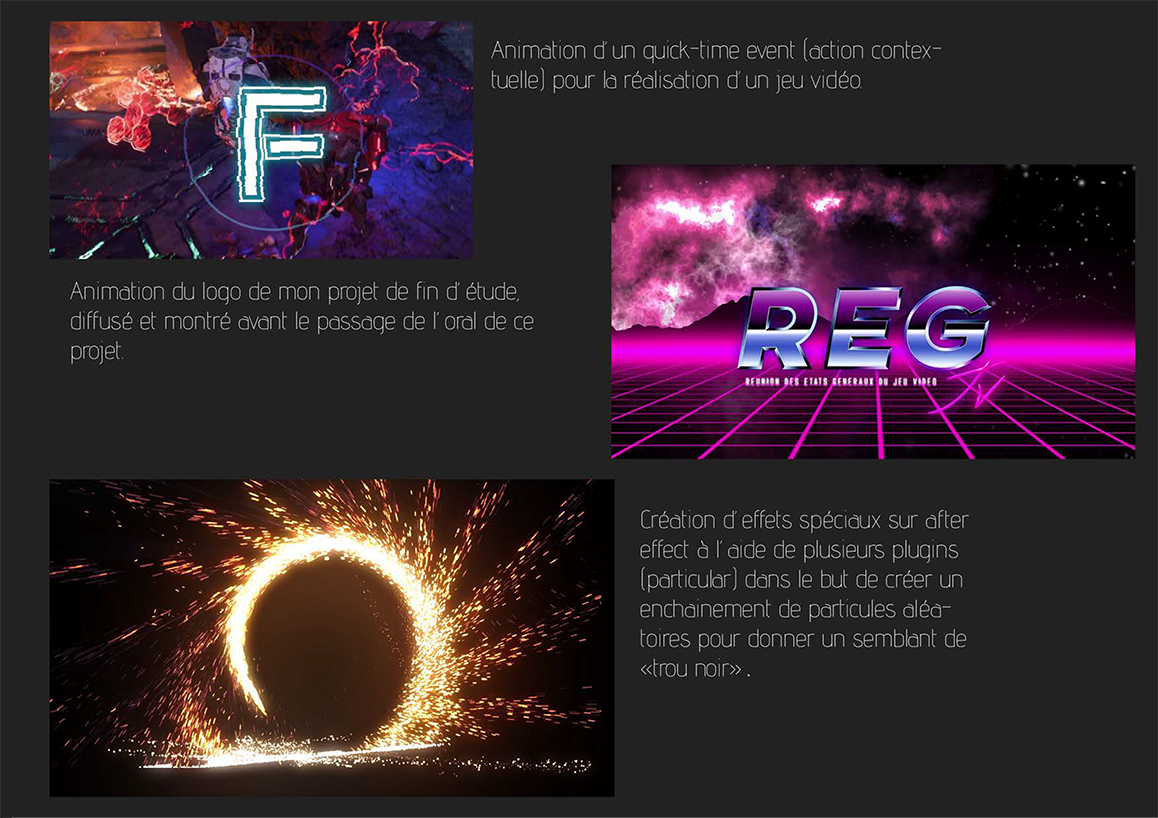 F
Animation d'un quick-time event (action contex-
tuelle) pour la réalisation d'un jeu vidéo.
REG
REUNION DES ETATS GENERAUX DU JEU VIDEO
JV
Animation du logo de mon projet de fin d'étude,
diffusé et montré avant le passage de l'oral de ce
projet.
Création d'effets spéciaux sur after
effect à l'aide de plusieurs plugins
(particular) dans le but de créer un
enchainement de particules aléa-
toires pour donner un semblant de
«trou noir».